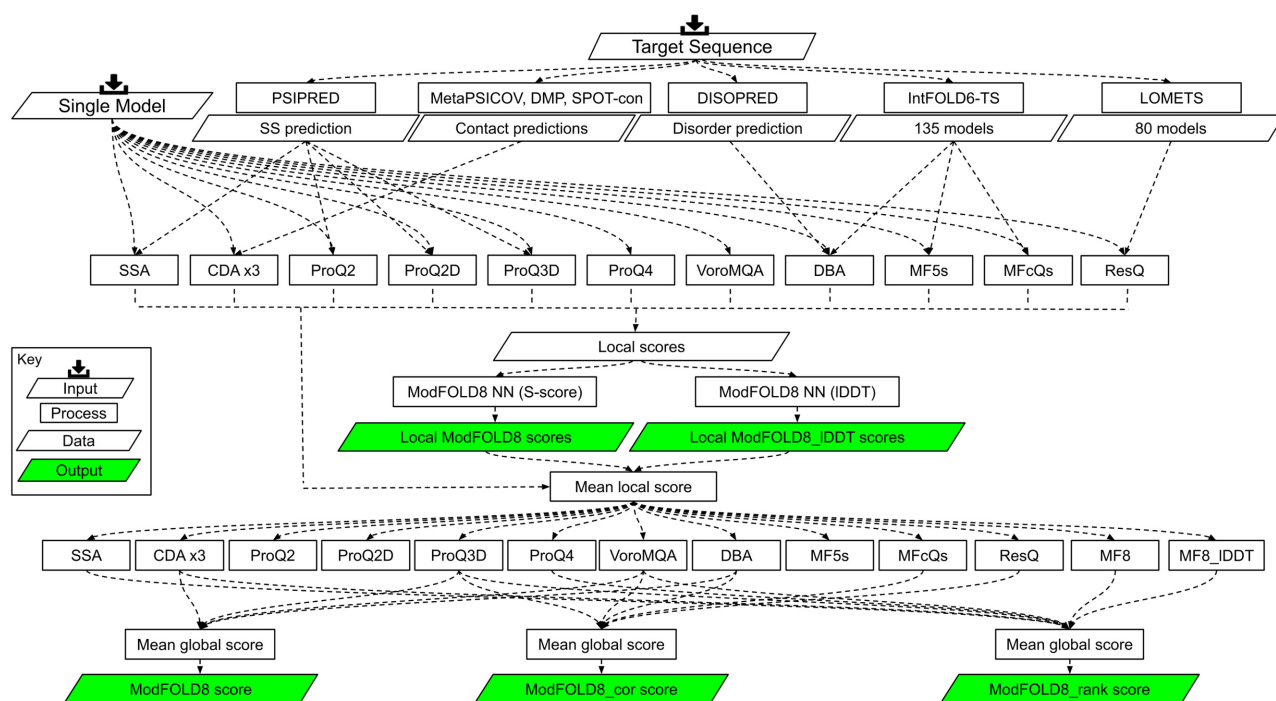 Target Sequence
Single Model
PSIPRED
MetaPSICOV, DMP, SPOT-con
DISOPRED
IntFOLD6-TS
LOMETS
SS prediction
Contact predictions
Disorder prediction
135 models
80 models
SSA
CDA x3
ProQ2
ProQ2D
ProQ3D
ProQ4
VoroMQA
DBA
MF5s
MFcQs
ResQ
Local scores
Key
Input
Process
Data
Output
ModFOLD8 NN (S-score)
ModFOLD8 NN (lDDT)
Local ModFOLD8 scores
Local ModFOLD8_lDDT scores
Mean local score
SSA
CDA x3
ProQ2
ProQ2D
ProQ3D
ProQ4
VoroMQA
DBA
MF5s
MFcQs
ResQ
MF8
MF8_lDDT
Mean global score
Mean global score
Mean global score
ModFOLD8 score
ModFOLD8_cor score
ModFOLD8_rank score